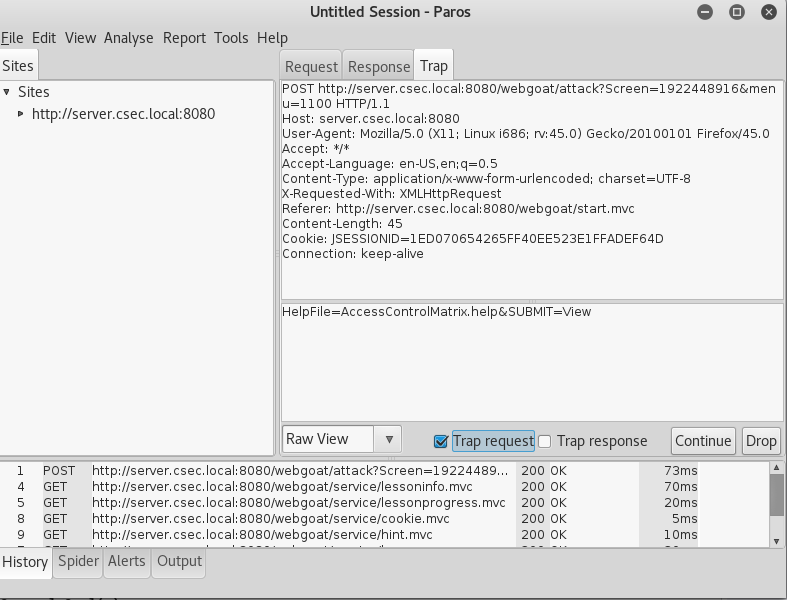 Untitled Session - Paros
File Edit View Analyse Report Tools Help
Sites
Request Response Trap
Sites
http://server.csec.local:8080
POST http://server.csec.local:8080/webgoat/attack?Screen=1922448916&men
u=1100 HTTP/1.1
Host: server.csec.local:8080
User-Agent: Mozilla/5.0 (X11; Linux i686; rv:45.0) Gecko/20100101 Firefox/45.0
Accept: */*
Accept-Language: en-US,en;q=0.5
Content-Type: application/x-www-form-urlencoded; charset=UTF-8
X-Requested-With: XMLHttpRequest
Referer: http://server.csec.local:8080/webgoat/start.mvc
Content-Length: 45
Cookie: JSESSIONID=1ED070654265FF40EE523E1FFADEF64D
Connection: keep-alive
HelpFile=AccessControlMatrix.help&SUBMIT=View
Raw View Trap request Trap response Continue Drop
1 POST http://server.csec.local:8080/webgoat/attack?Screen=19224489... 200 OK 73ms
4 GET http://server.csec.local:8080/webgoat/service/lessoninfo.mvc 200 OK 70ms
5 GET http://server.csec.local:8080/webgoat/service/lessonprogress.mvc 200 OK 20ms
8 GET http://server.csec.local:8080/webgoat/service/cookie.mvc 200 OK 5ms
9 GET http://server.csec.local:8080/webgoat/service/hint.mvc 200 OK 10ms
History Spider Alerts Output